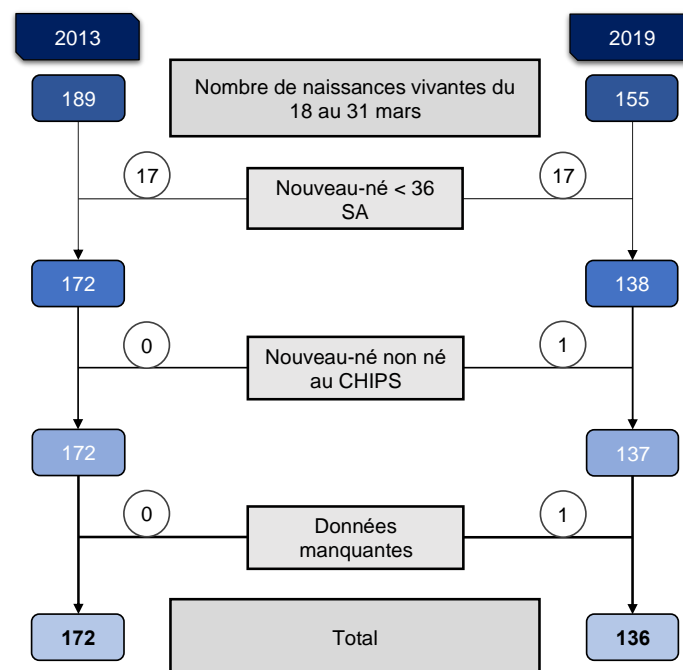 2013
2019
189
Nombre de naissances vivantes du
18 au 31 mars
155
17
Nouveau-né < 36
SA
17
172
138
0
Nouveau-né non né
au CHIPS
1
172
137
0
Données
manquantes
1
172
Total
136